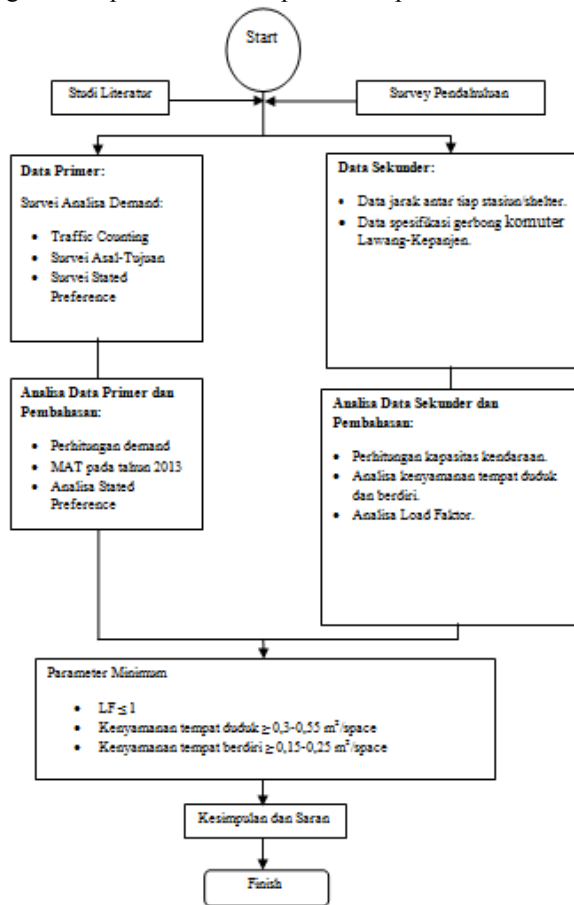 Start
Studi Literatur
Survey Pendahuluan
Data Primer:
Survei Analisa Demand:
• Traffic Counting
• Survei Asal-Tujuan
• Survei Stated
Preference
Data Sekunder:
• Data jarak antar tiap stasiun/shelter.
• Data spesifikasi gerbong komuter
Lawang-Kepanjen.
Analisa Data Primer dan
Pembahasan:
• Perhitungan demand
• MAT pada tahun 2013
• Analisa Stated
Preference
Analisa Data Sekunder dan
Pembahasan:
• Perhitungan kapasitas kendaraan.
• Analisa kenyamanan tempat duduk
dan berdiri.
• Analisa Load Faktor.
Parameter Minimum
• LF ≤ 1
• Kenyamanan tempat duduk ≥ 0,3-0,55 m²/space
• Kenyamanan tempat berdiri ≥ 0,15-0,25 m²/space
Kesimpulan dan Saran
Finish